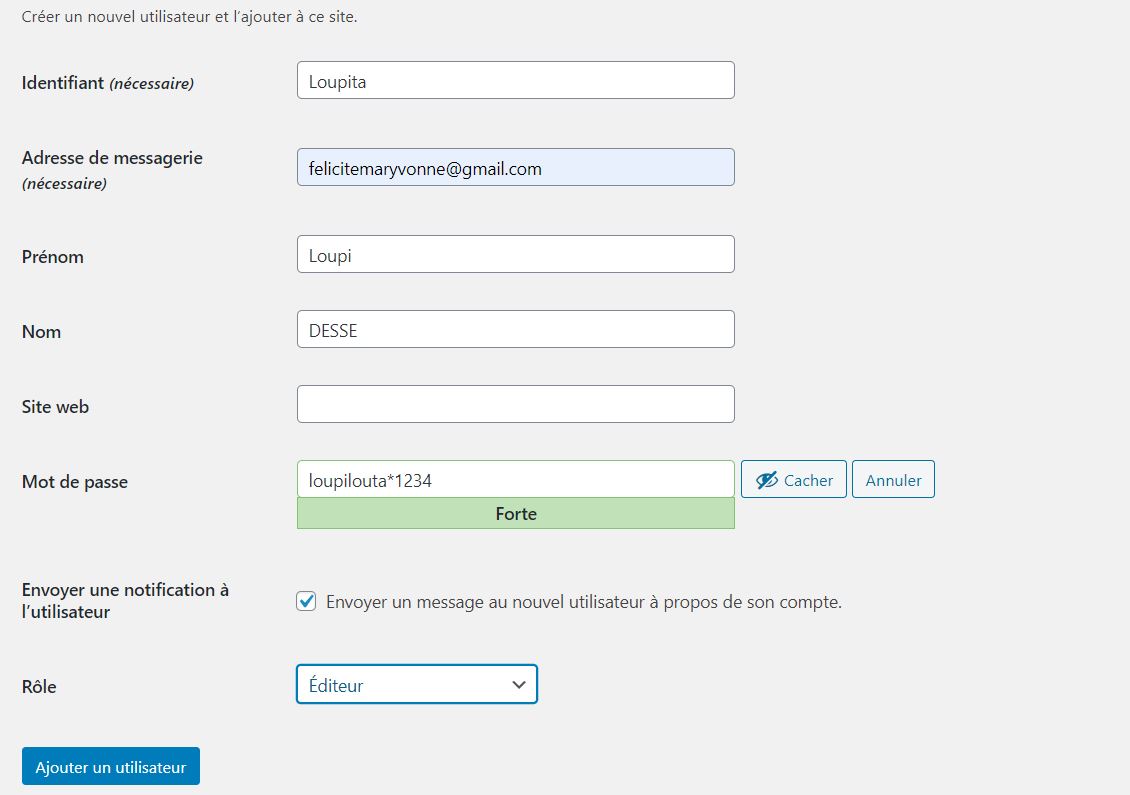 Créer un nouvel utilisateur et l’ajouter à ce site.
Identifiant (nécessaire)
Loupita
Adresse de messagerie
(nécessaire)
felicitemaryvonne@gmail.com
Prénom
Loupi
Nom
DESSE
Site web
Mot de passe
loupilouta*1234
Cacher
Annuler
Forte
Envoyer une notification à
l’utilisateur
Envoyer un message au nouvel utilisateur à propos de son compte.
Rôle
Éditeur
Ajouter un utilisateur